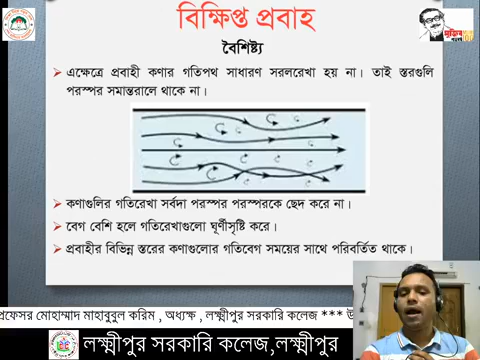 বিক্ষিপ্ত প্রবাহ
বৈশিষ্ট্য
এক্ষেত্রে প্রবাহী কণার গতিপথ সাধারণ সরলরেখা হয় না। তাই স্তরগুলি
পরস্পর সমান্তরালে থাকে না।
কণাগুলির গতিরেখা সর্বদা পরস্পর পরস্পরকে ছেদ করে না।
বেগ বেশি হলে গতিরেখাগুলো ঘূর্ণীসৃষ্টি করে।
প্রবাহীর বিভিন্ন স্তরের কণাগুলোর গতিবেগ সময়ের সাথে পরিবর্তিত থাকে।
প্রফেসর মোহাম্মাদ মাহাবুবুল করিম , অধ্যক্ষ , লক্ষ্মীপুর সরকারি কলেজ *** উ
লক্ষ্মীপুর সরকারি কলেজ,লক্ষ্মীপুর